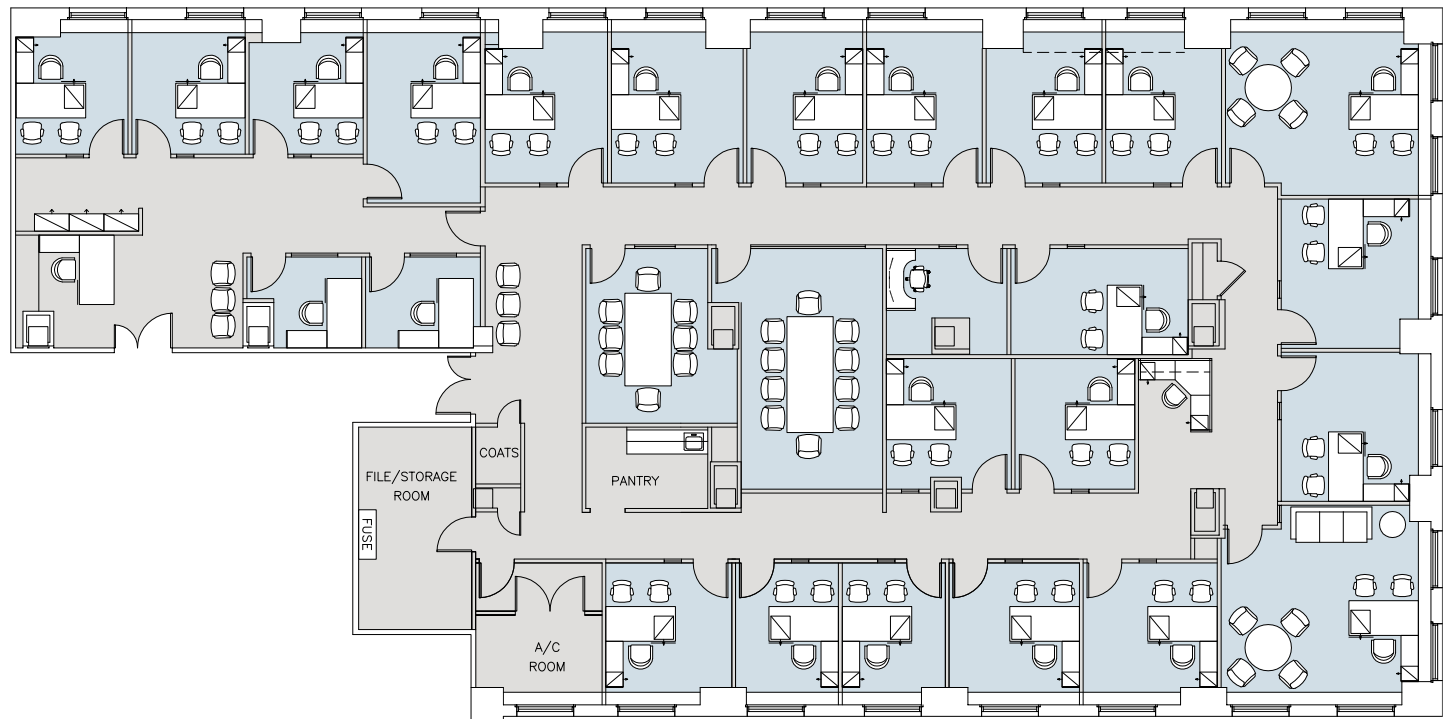 COATS
FILE/STORAGE
ROOM
PANTRY
FUSE
A/C
ROOM